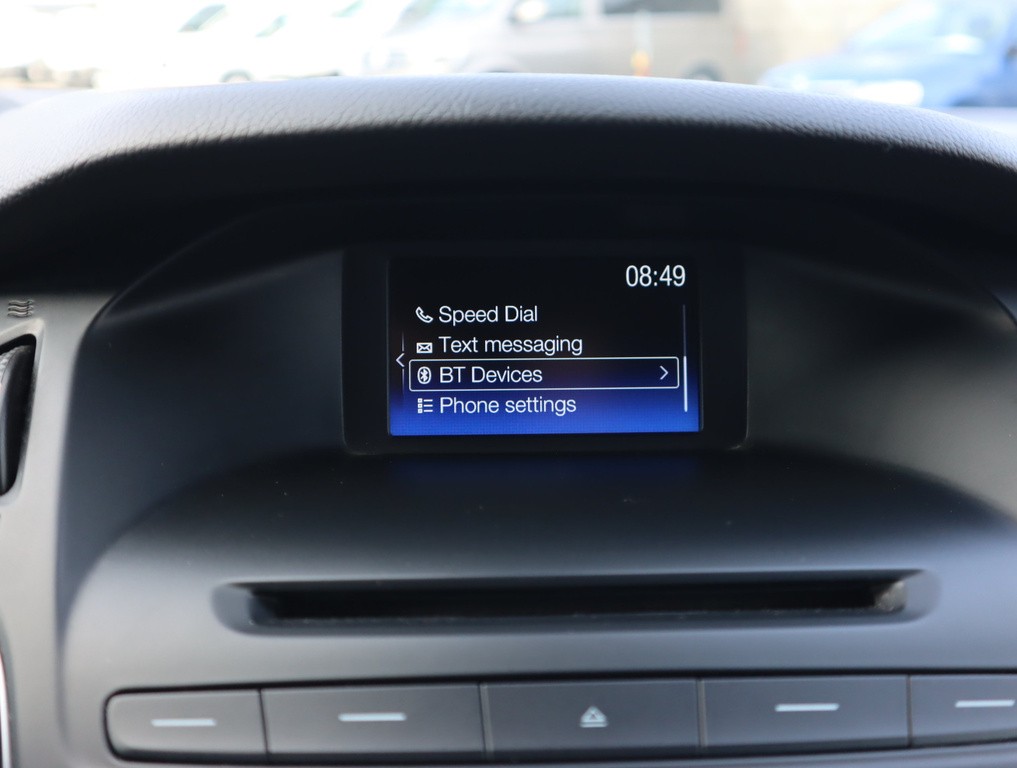 08:49
Speed Dial
Text messaging
BT Devices
Phone settings